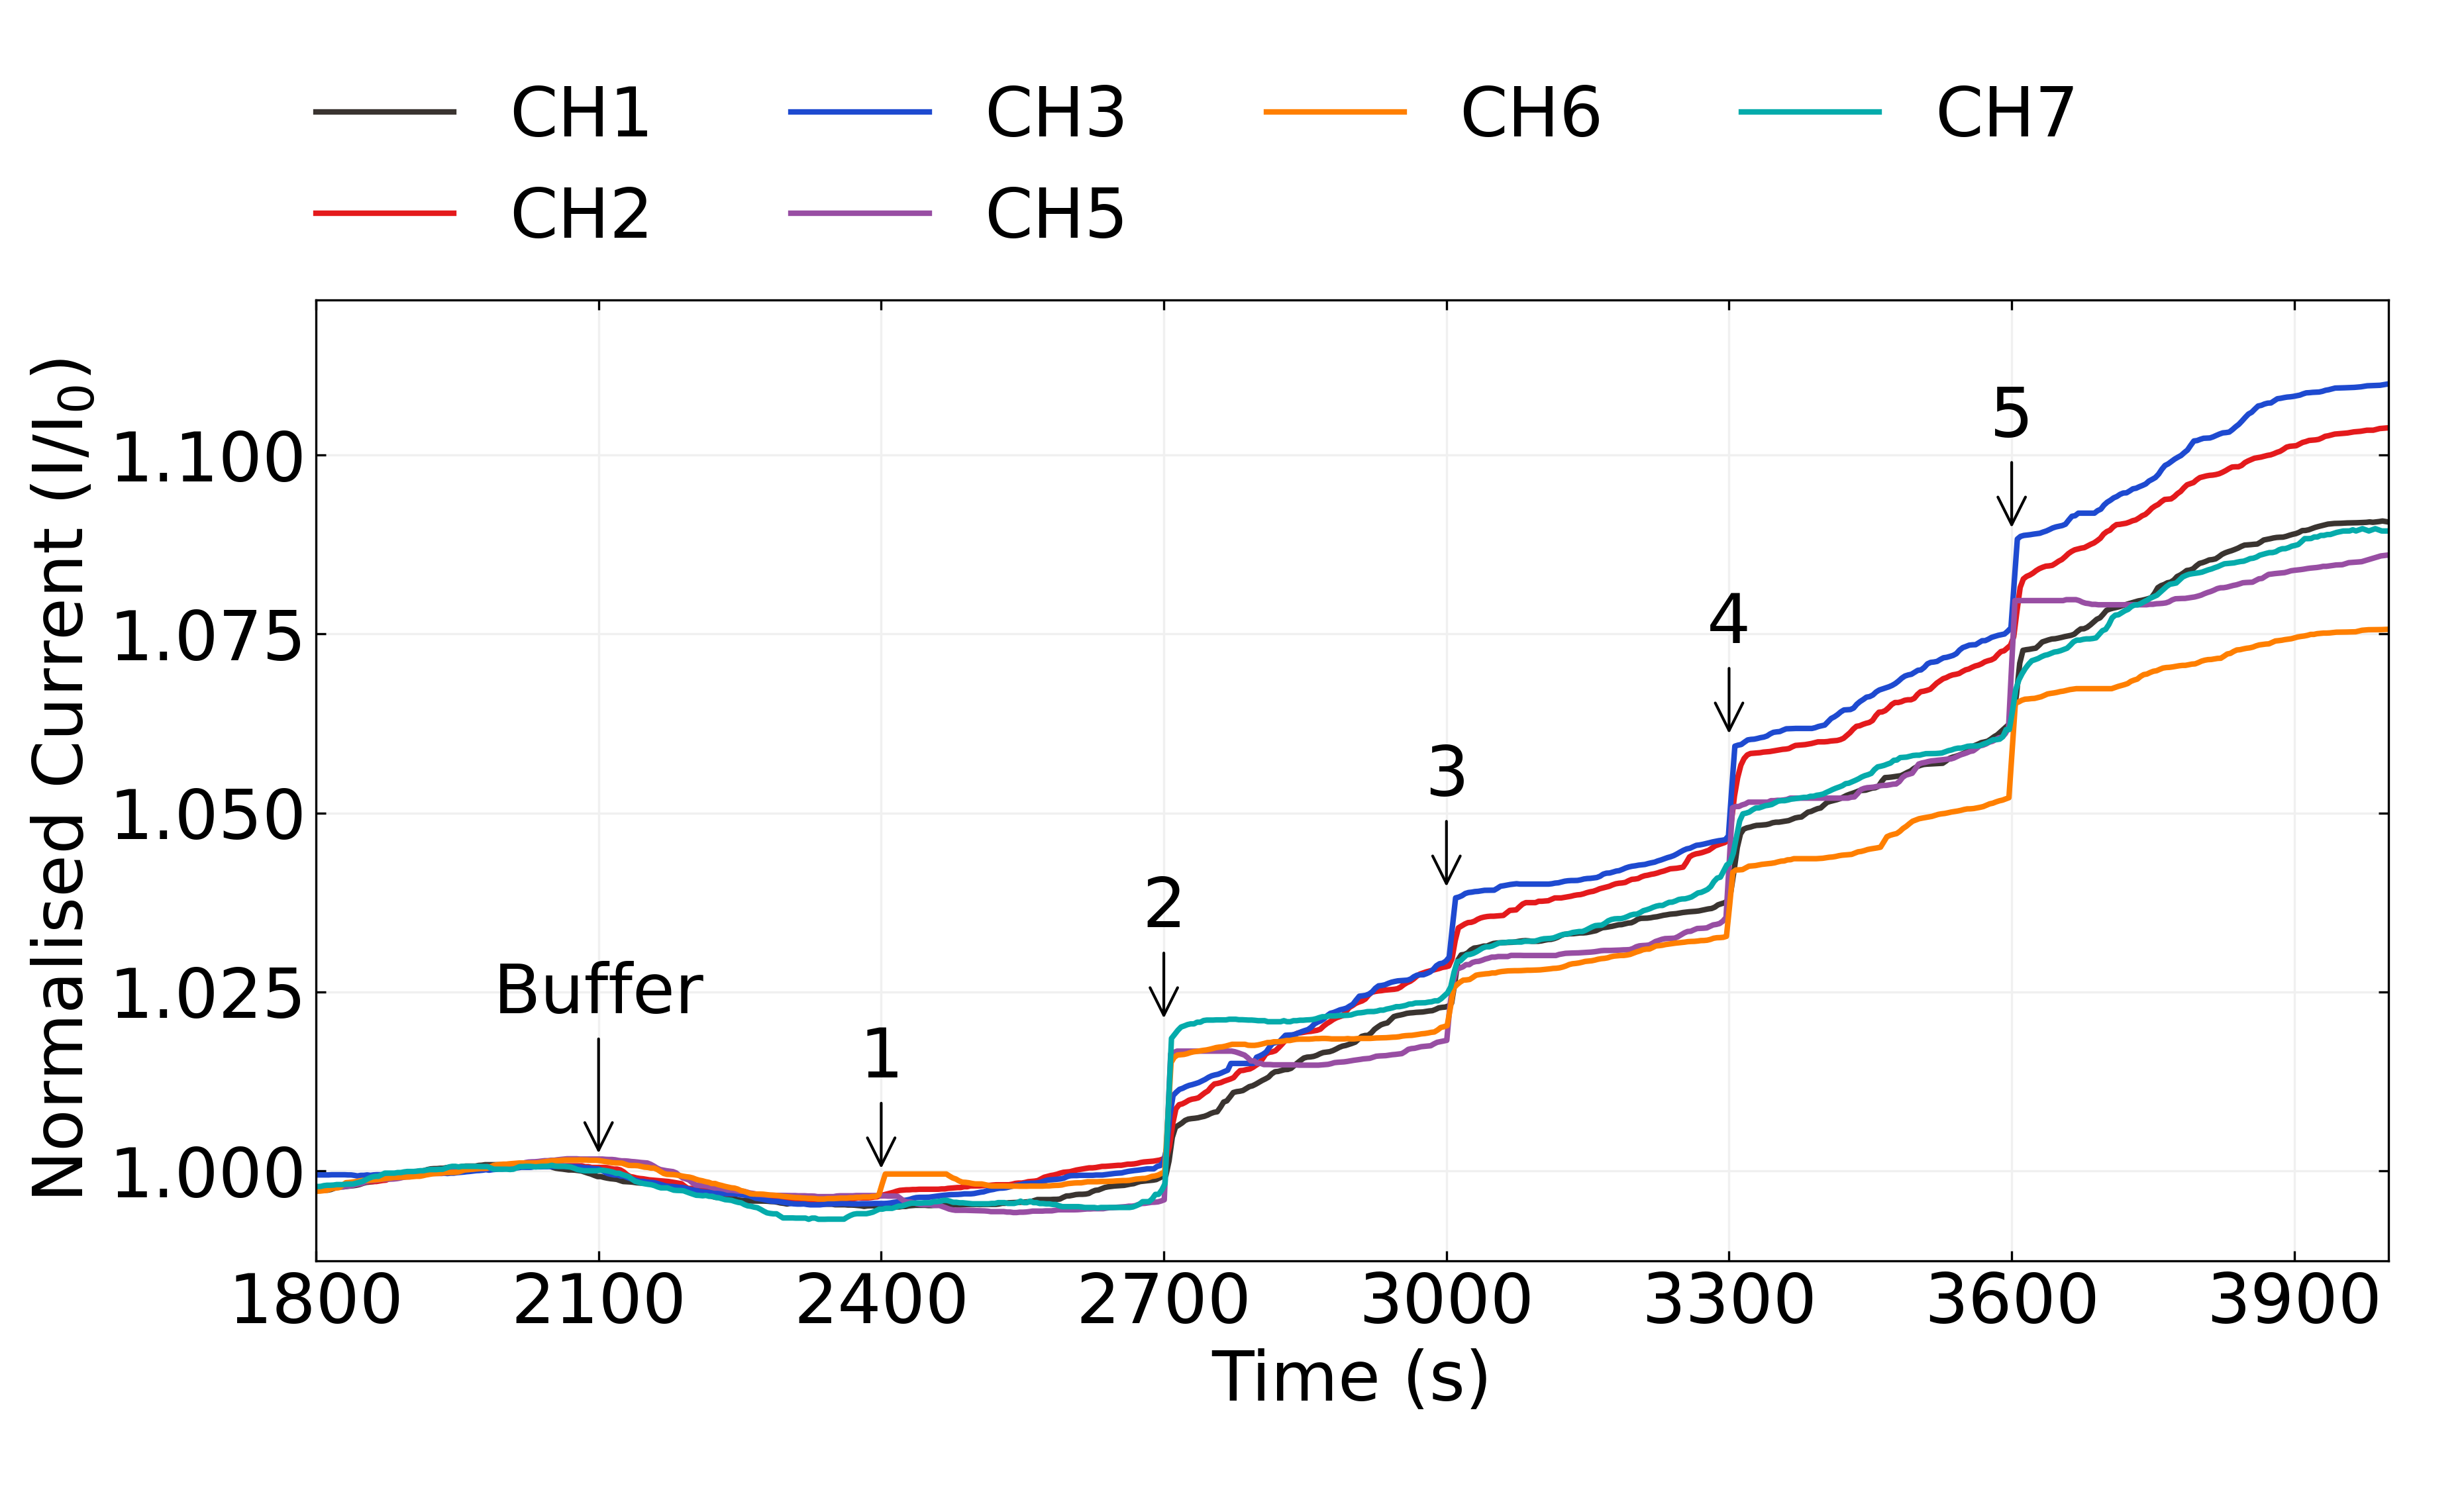 CH1 CH3 CH6 CH7
CH2 CH5
Normalised Current (I/I₀)
1.100
1.075
1.050
1.025
1.000
Buffer
1
2
3
4
5
1800 2100 2400 2700 3000 3300 3600 3900
Time (s)